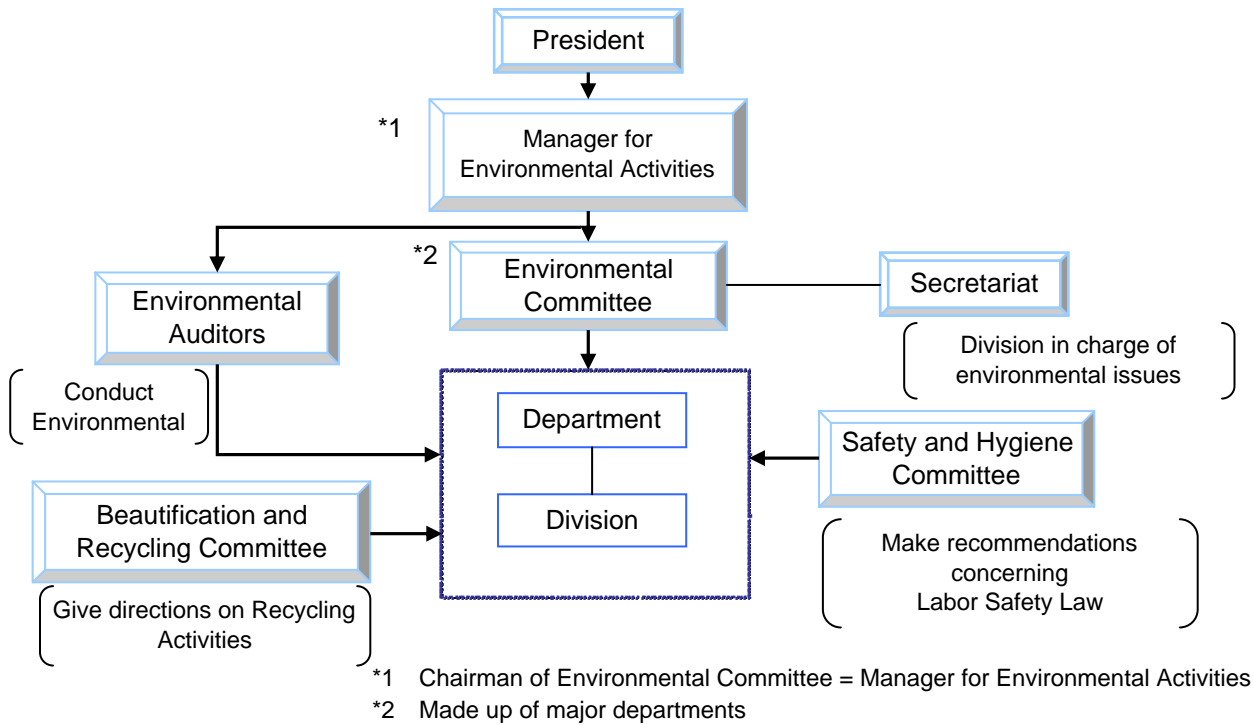 President
*1
Manager for
Environmental Activities
*2
Environmental
Committee
Secretariat
Environmental
Auditors
Division in charge of
environmental issues
Conduct
Environmental
Department
Safety and Hygiene
Committee
Beautification and
Recycling Committee
Division
Make recommendations
concerning
Labor Safety Law
Give directions on Recycling
Activities
*1 Chairman of Environmental Committee = Manager for Environmental Activities
*2 Made up of major departments